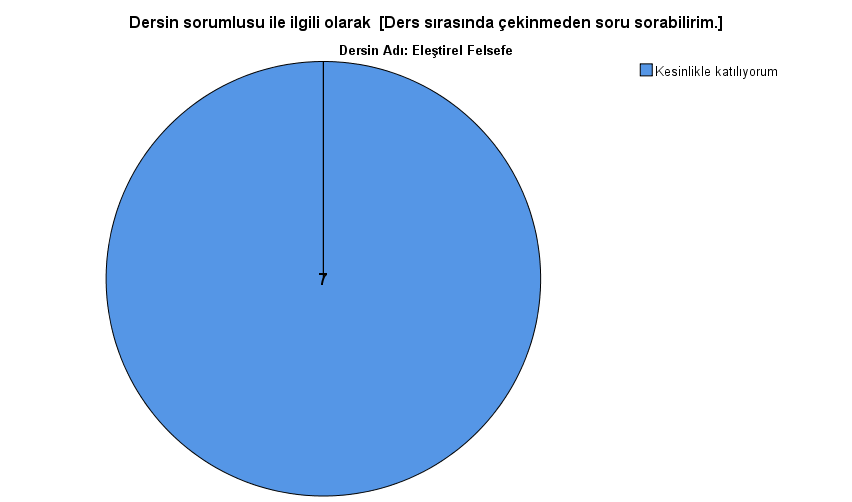 Dersin sorumlusu ile ilgili olarak [Ders sırasında çekinmeden soru sorabilirim.]
Dersin Adı: Eleştirel Felsefe
Kesinlikle katılıyorum
7